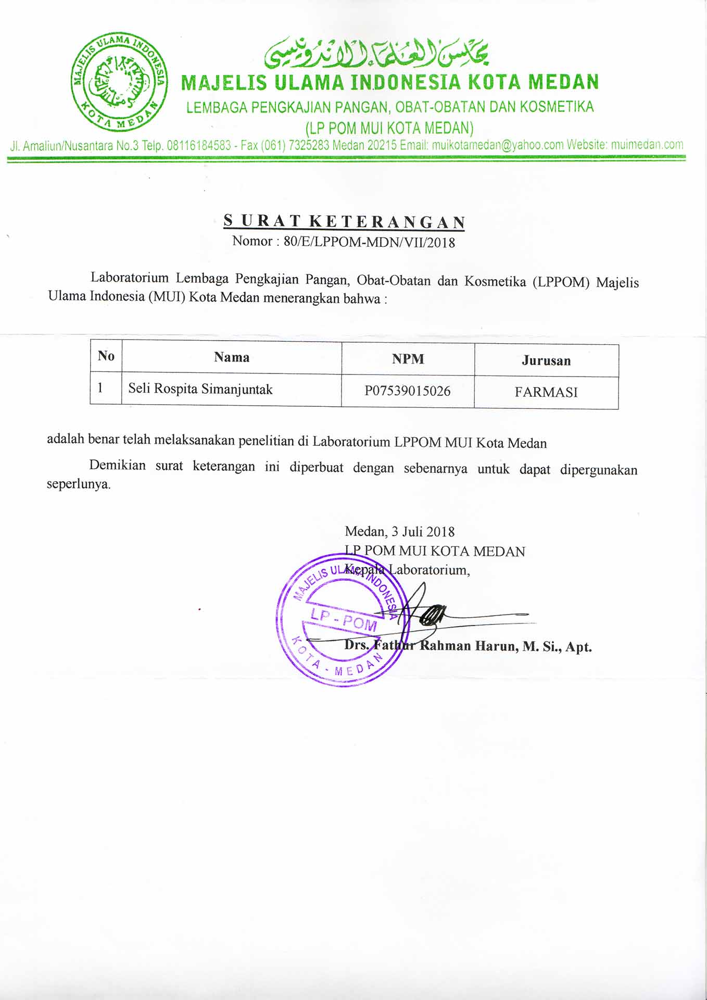 MAJELIS ULAMA INDONESIA
KOTA MEDAN
مجلس العلماء الإندونيسي
MAJELIS ULAMA INDONESIA KOTA MEDAN
LEMBAGA PENGKAJIAN PANGAN, OBAT-OBATAN DAN KOSMETIKA
(LP POM MUI KOTA MEDAN)
Jl. Amaliun/Nusantara No.3 Telp. 08116184583 - Fax (061) 7325283 Medan 20215 Email: muikotamedan@yahoo.com Website: muimedan.com
SURAT KETERANGAN
Nomor : 80/E/LPPOM-MDN/VII/2018
Laboratorium Lembaga Pengkajian Pangan, Obat-Obatan dan Kosmetika (LPPOM) Majelis
Ulama Indonesia (MUI) Kota Medan menerangkan bahwa :
No Nama NPM Jurusan
1 Seli Rospita Simanjuntak P07539015026 FARMASI
adalah benar telah melaksanakan penelitian di Laboratorium LPPOM MUI Kota Medan
Demikian surat keterangan ini diperbuat dengan sebenarnya untuk dapat dipergunakan
seperlunya.
Medan, 3 Juli 2018
LP POM MUI KOTA MEDAN
Kepala Laboratorium,
MAJELIS ULAMA INDONESIA
LP - POM
KOTA - MEDAN
Drs. Fathur Rahman Harun, M. Si., Apt.